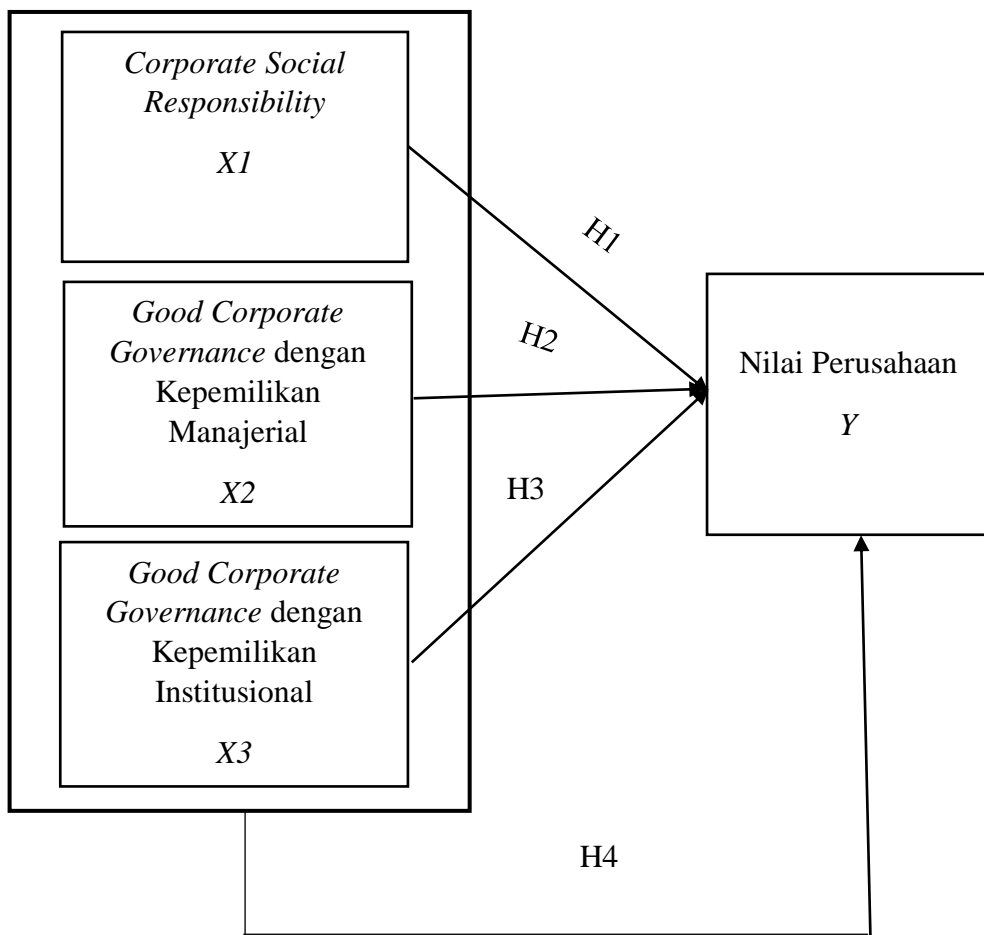 Corporate Social
Responsibility
X1
H1
Good Corporate
Governance dengan
Kepemilikan
Manajerial
X2
H2
Nilai Perusahaan
Y
H3
Good Corporate
Governance dengan
Kepemilikan
Institusional
X3
H4